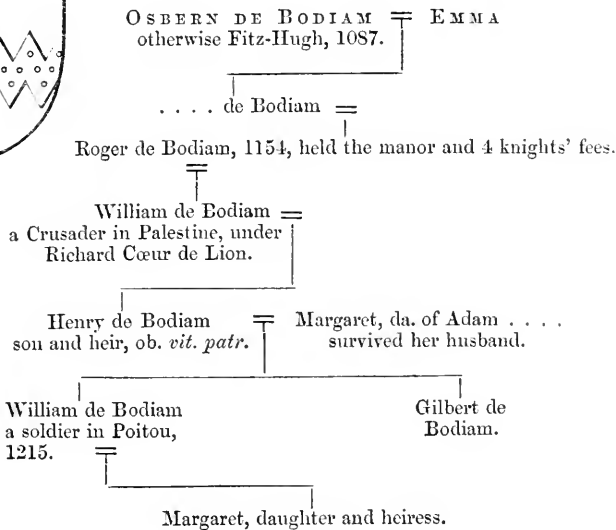 OSBERN DE BODIAM = EMMA
otherwise Fitz-Hugh, 1087.
. . . . de Bodiam =
Roger de Bodiam, 1154, held the manor and 4 knights' fees.
William de Bodiam =
a Crusader in Palestine, under
Richard Cœur de Lion.
Henry de Bodiam = Margaret, da. of Adam . . . .
son and heir, ob. vit. patr. survived her husband.
William de Bodiam
a soldier in Poitou,
1215. =
Gilbert de
Bodiam.
Margaret, daughter and heiress.